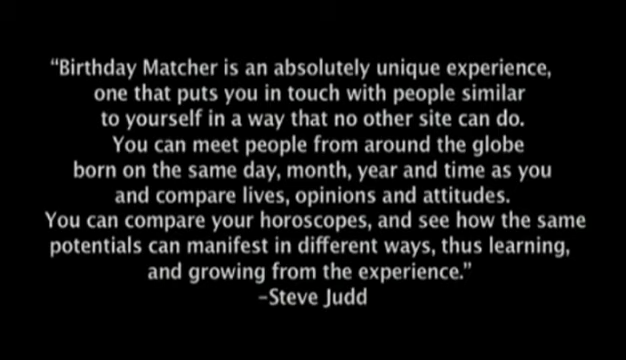 “Birthday Matcher is an absolutely unique experience,
one that puts you in touch with people similar
to yourself in a way that no other site can do.
You can meet people from around the globe
born on the same day, month, year and time as you
and compare lives, opinions and attitudes.
You can compare your horoscopes, and see how the same
potentials can manifest in different ways, thus learning,
and growing from the experience.”
–Steve Judd